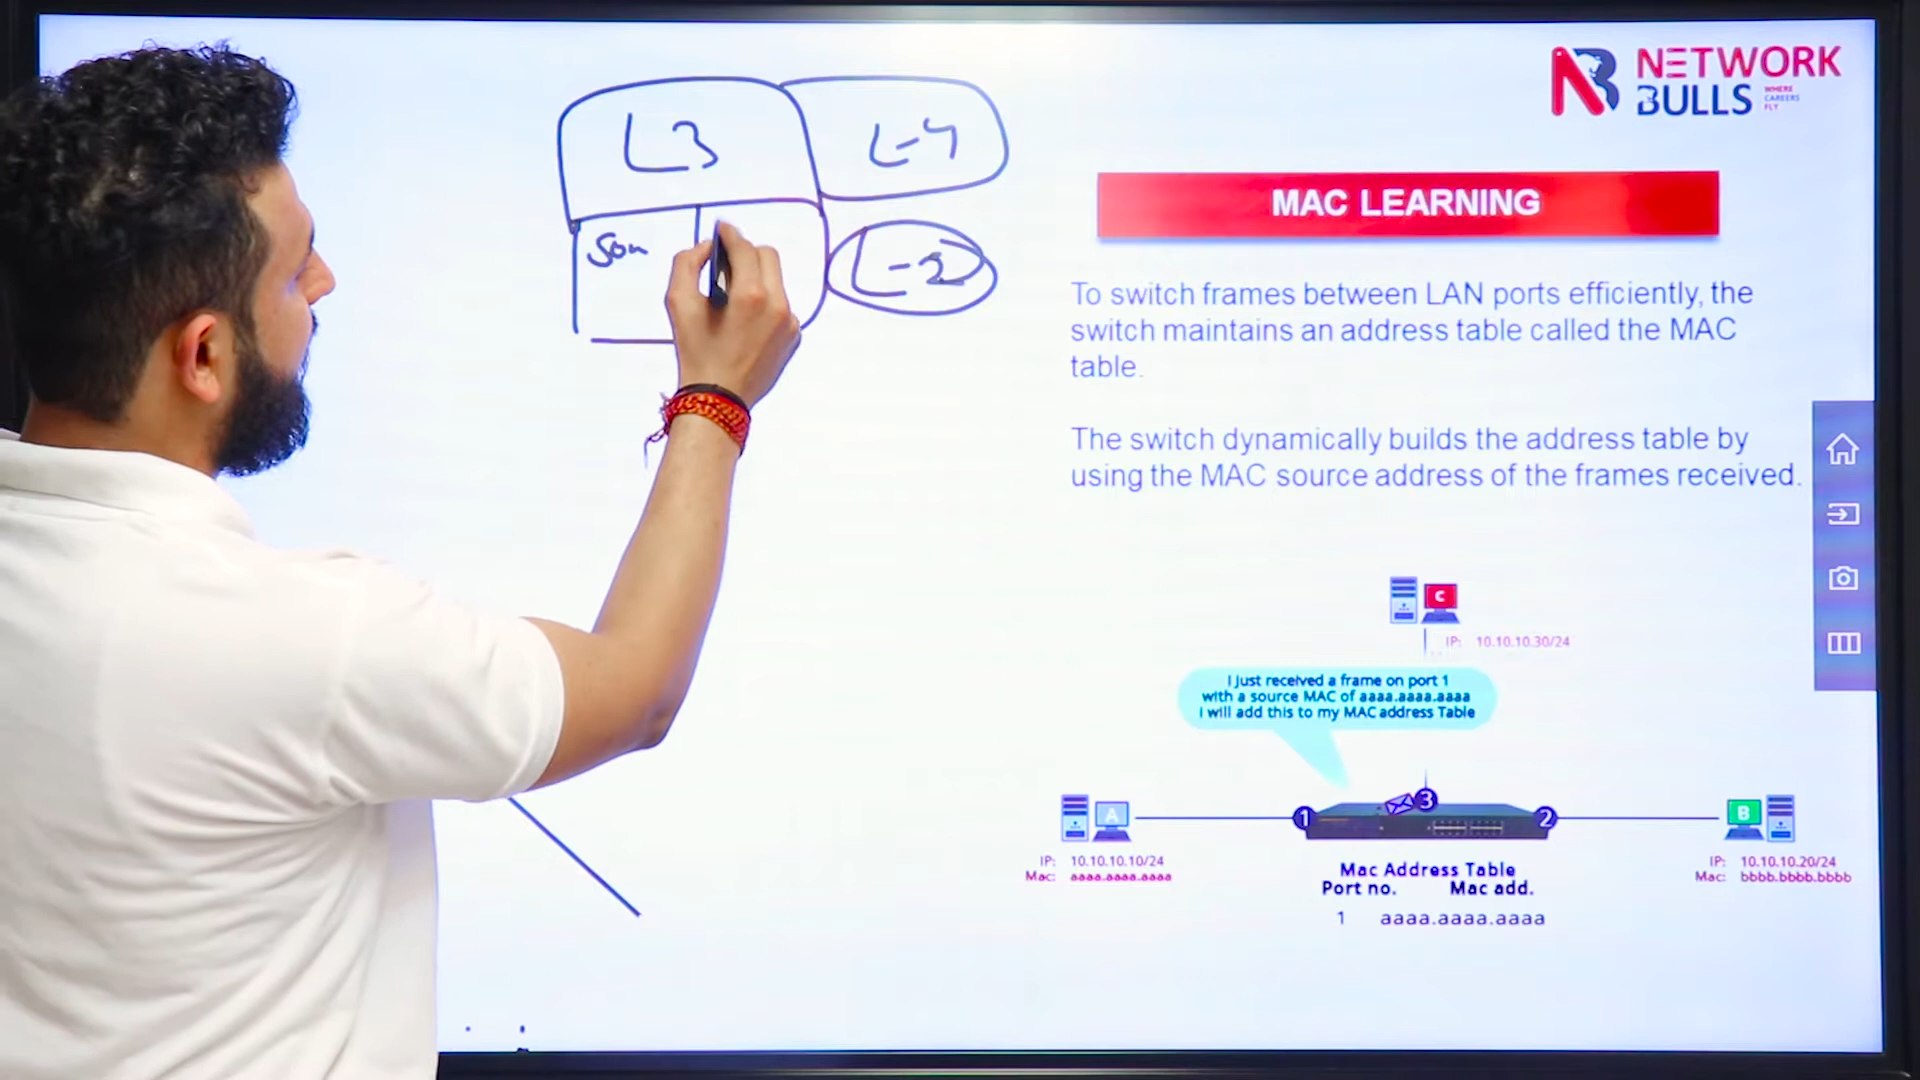 L3
L-4
Sou
L-2
NETWORK
BULLS
WHERE
CAREERS
FLY
MAC LEARNING
To switch frames between LAN ports efficiently, the
switch maintains an address table called the MAC
table.
The switch dynamically builds the address table by
using the MAC source address of the frames received.
C
IP: 10.10.10.30/24
I just received a frame on port 1
with a source MAC of aaaa.aaaa.aaaa
I will add this to my MAC address Table
A
1
3
2
B
IP: 10.10.10.10/24
Mac: aaaa.aaaa.aaaa
IP: 10.10.10.20/24
Mac: bbbb.bbbb.bbbb
Mac Address Table
Port no. Mac add.
1 aaaa.aaaa.aaaa